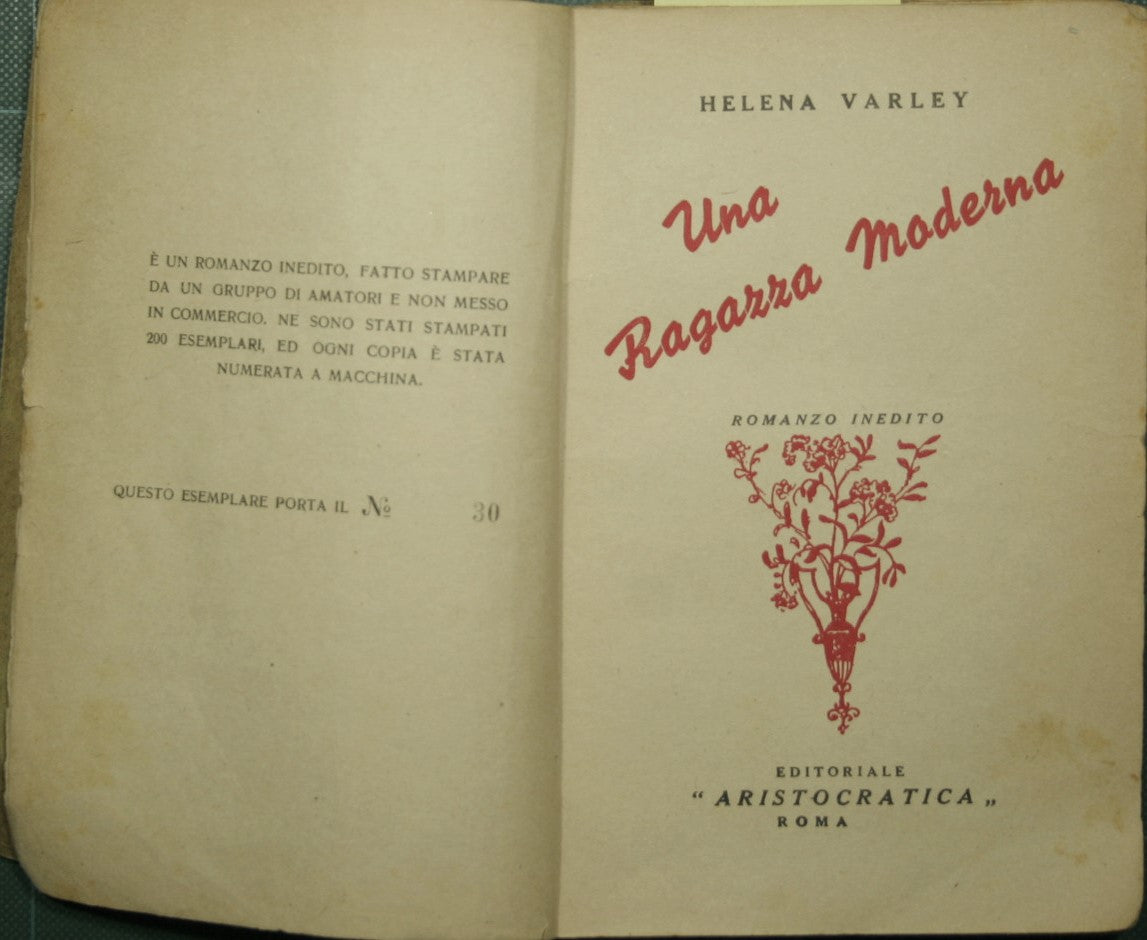 È UN ROMANZO INEDITO, FATTO STAMPARE
DA UN GRUPPO DI AMATORI E NON MESSO
IN COMMERCIO. NE SONO STATI STAMPATI
200 ESEMPLARI, ED OGNI COPIA È STATA
NUMERATA A MACCHINA.
QUESTO ESEMPLARE PORTA IL № 30
HELENA VARLEY
Una
Ragazza Moderna
ROMANZO INEDITO
EDITORIALE
“ ARISTOCRATICA „
ROMA